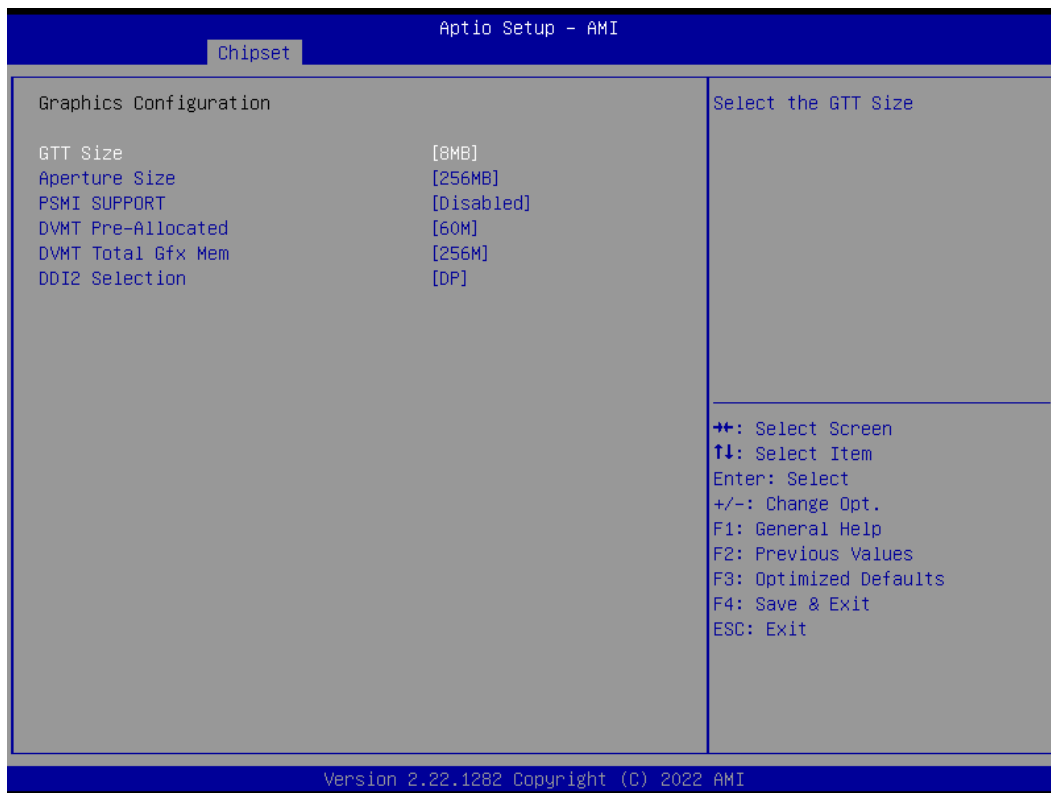 Aptio Setup - AMI
Chipset
Graphics Configuration
GTT Size [8MB]
Aperture Size [256MB]
PSMI SUPPORT [Disabled]
DVMT Pre-Allocated [60M]
DVMT Total Gfx Mem [256M]
DDI2 Selection [DP]
Select the GTT Size
→←: Select Screen
↑↓: Select Item
Enter: Select
+/-: Change Opt.
F1: General Help
F2: Previous Values
F3: Optimized Defaults
F4: Save & Exit
ESC: Exit
Version 2.22.1282 Copyright (C) 2022 AMI